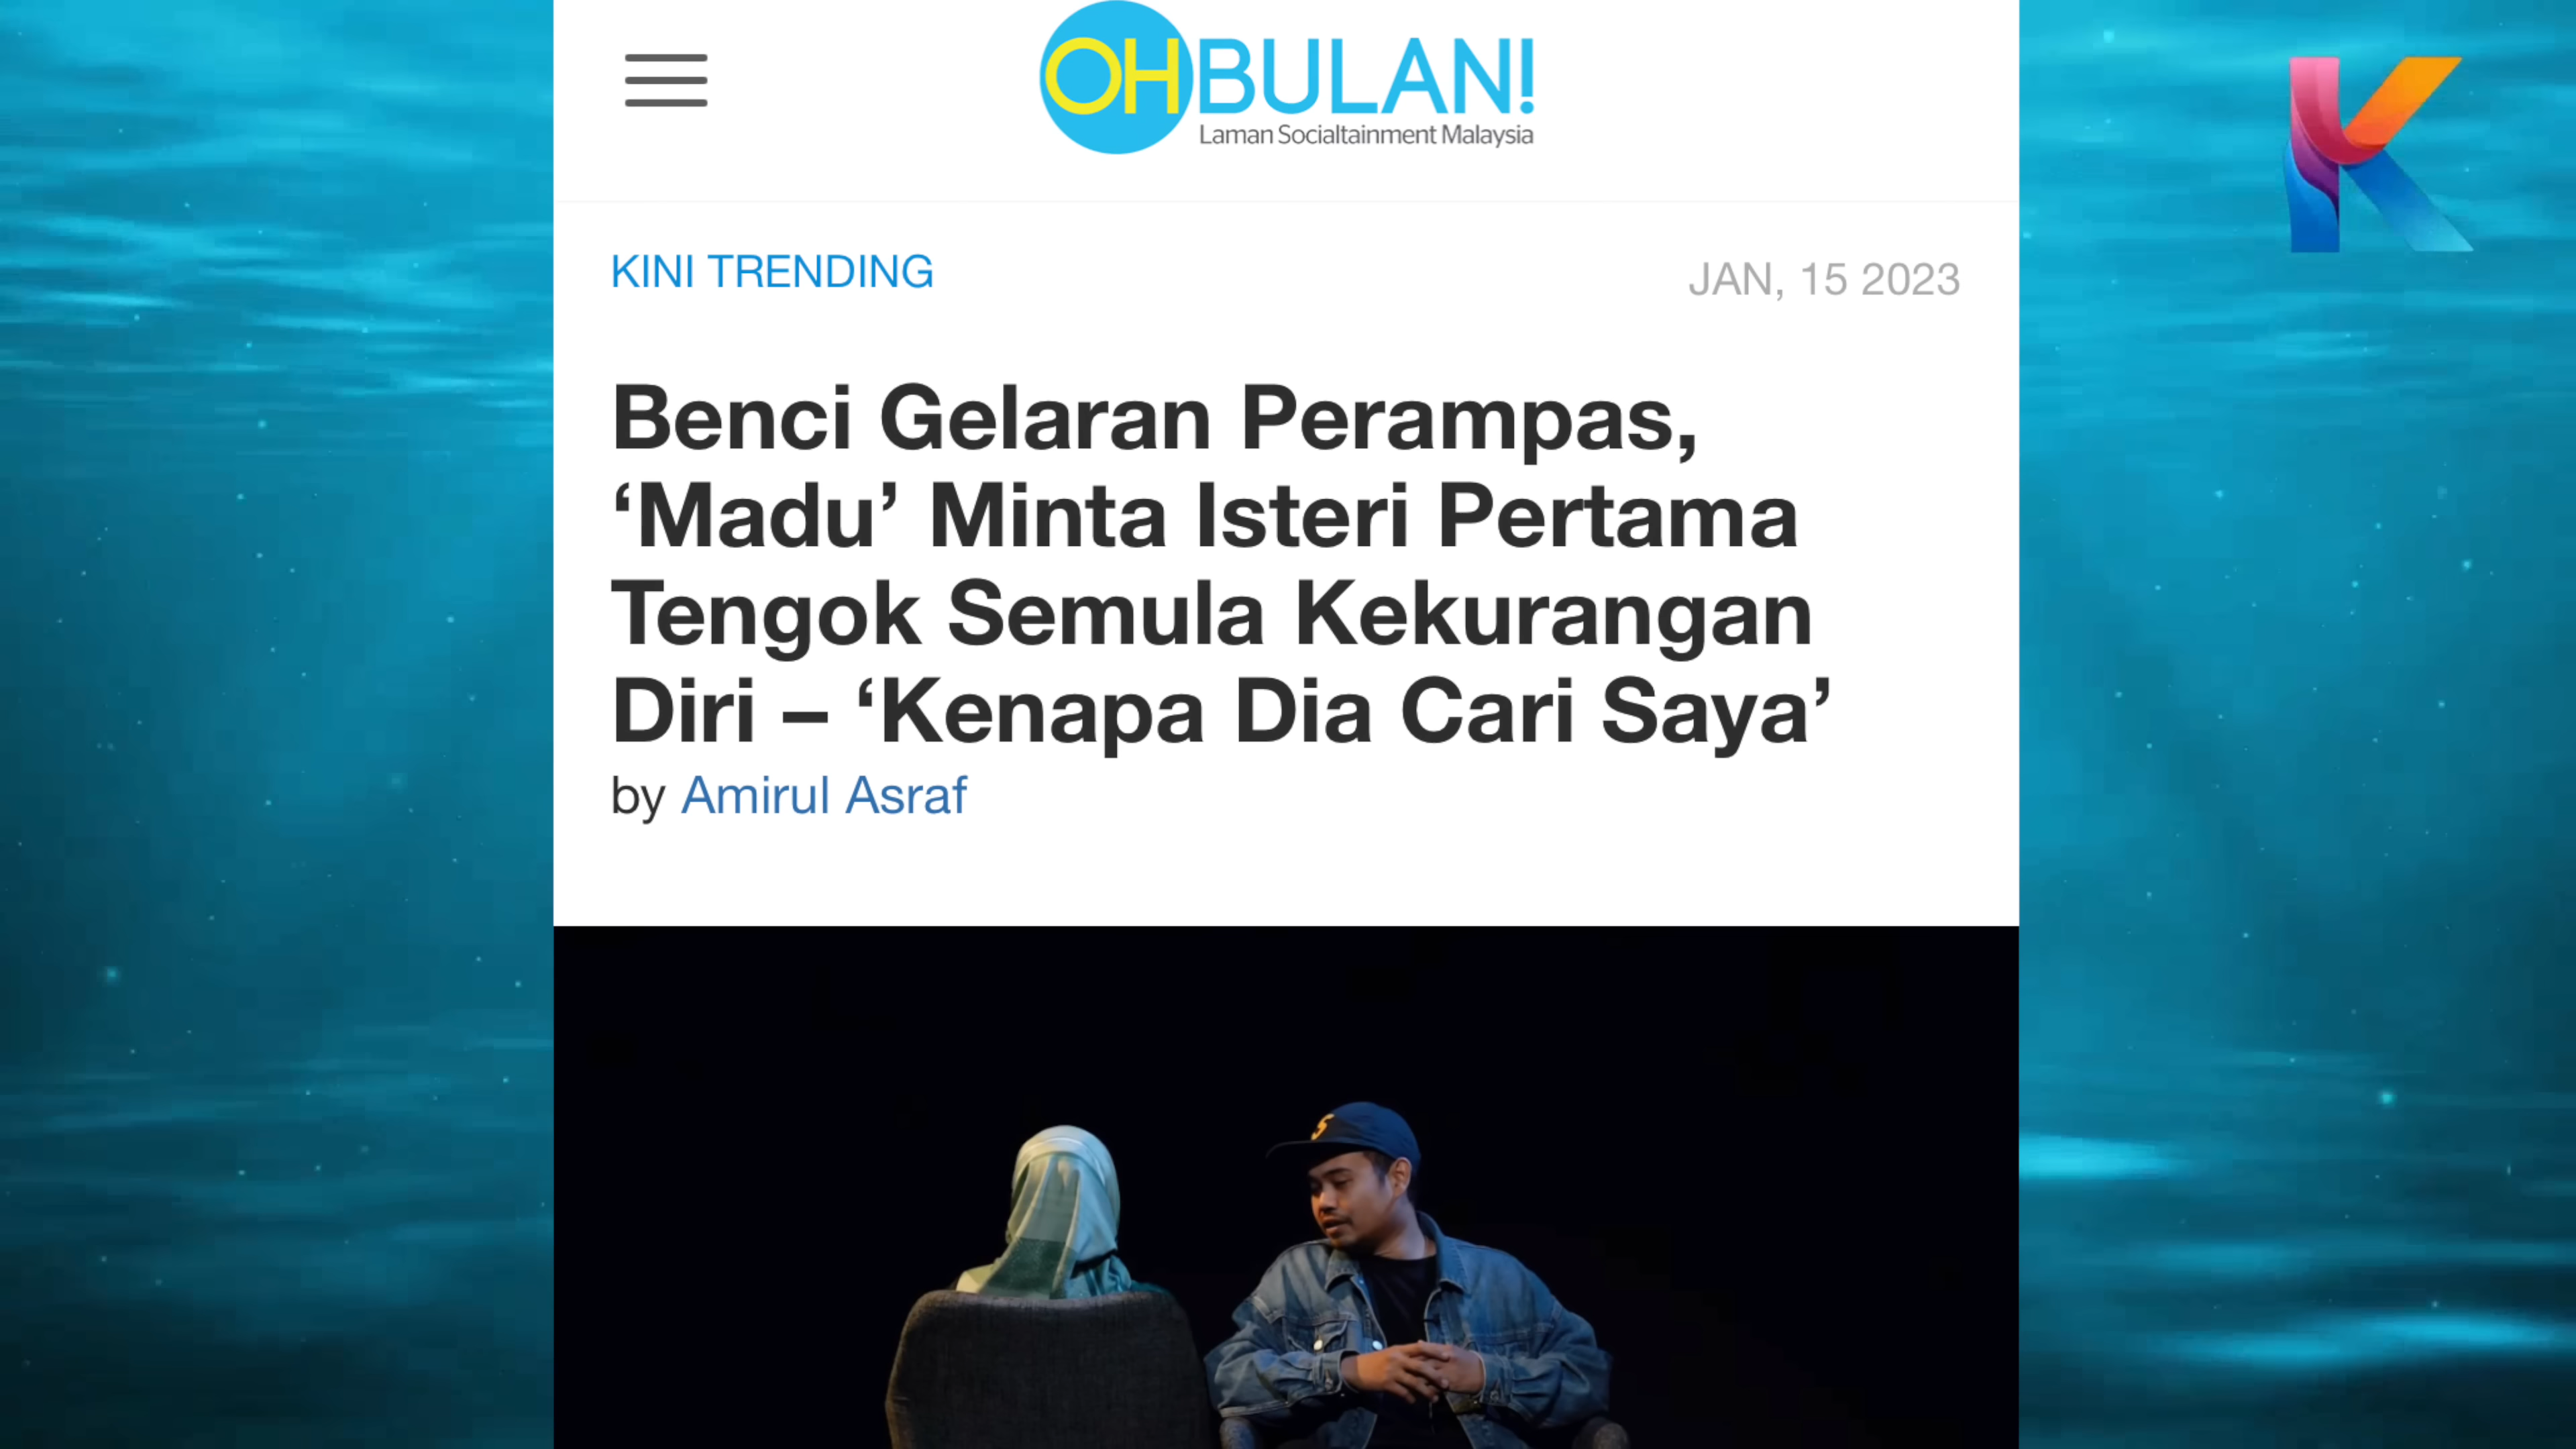 OHBULAN!
Laman Socialtainment Malaysia
KINI TRENDING
JAN, 15 2023
Benci Gelaran Perampas,
‘Madu’ Minta Isteri Pertama
Tengok Semula Kekurangan
Diri – ‘Kenapa Dia Cari Saya’
by Amirul Asraf
K
S